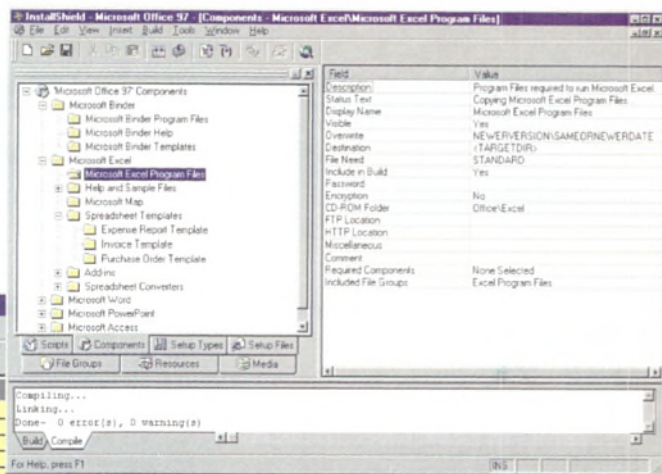 InstallShield - Microsoft Office 97 - [Components - Microsoft Excel\Microsoft Excel Program Files]
File Edit View Insert Build Tools Window Help
'Microsoft Office 97' Components
Microsoft Binder
Microsoft Binder Program Files
Microsoft Binder Help
Microsoft Binder Templates
Microsoft Excel
Microsoft Excel Program Files
Help and Sample Files
Microsoft Map
Spreadsheet Templates
Expense Report Template
Invoice Template
Purchase Order Template
Add-ins
Spreadsheet Converters
Microsoft Word
Microsoft PowerPoint
Microsoft Access
Scripts Components Setup Types Setup Files
File Groups Resources Media
Field Value
Description Program Files required to run Microsoft Excel.
Status Text Copying Microsoft Excel Program Files
Display Name Microsoft Excel Program Files
Visible Yes
Overwrite NEWERVERSION\SAMEORNEWERDATE
Destination <TARGETDIR>
File Need STANDARD
Include in Build Yes
Password
Encryption No
CD-ROM Folder Office\Excel
FTP Location
HTTP Location
Miscellaneous
Comment
Required Components None Selected
Included File Groups Excel Program Files
Compiling...
Linking...
Done- 0 error(s), 0 warning(s)
Build Compile
For Help, press F1
INS